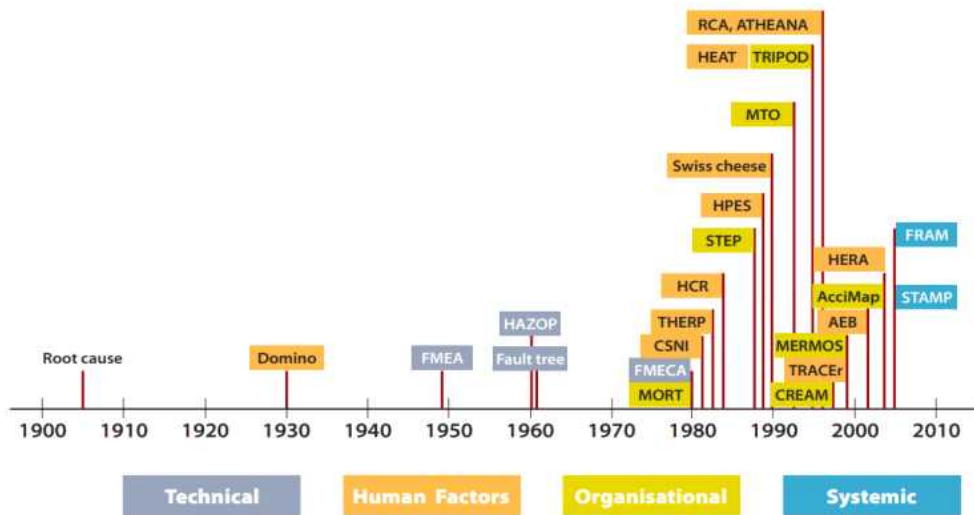 RCA, ATHEANA
HEAT TRIPOD
MTO
Swiss cheese
HPES
STEP
FRAM
HERA
HCR
AcciMap STAMP
HAZOP
THERP
AEB
CSNI
MERMOS
Root cause
Domino
FMEA
Fault tree
FMECA
TRACEr
MORT
CREAM
1900 1910 1920 1930 1940 1950 1960 1970 1980 1990 2000 2010
Technical
Human Factors
Organisational
Systemic